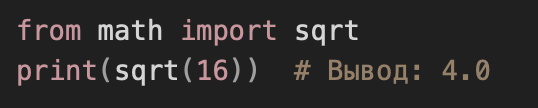 from math import sqrt
print(sqrt(16))  # Вывод: 4.0